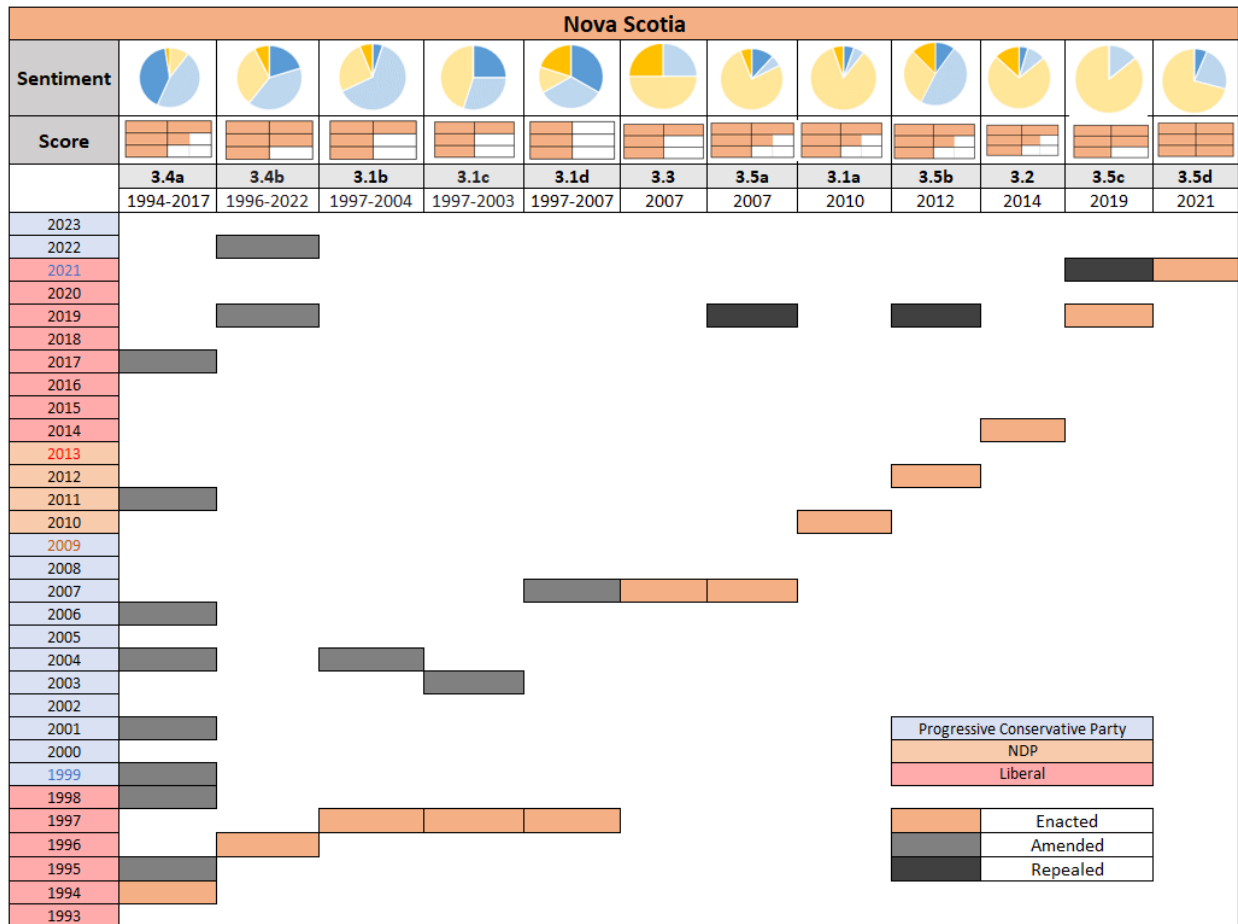 Nova Scotia
Sentiment
Score
3.4a 3.4b 3.1b 3.1c 3.1d 3.3 3.5a 3.1a 3.5b 3.2 3.5c 3.5d
1994-2017 1996-2022 1997-2004 1997-2003 1997-2007 2007 2007 2010 2012 2014 2019 2021
2023
2022
2021
2020
2019
2018
2017
2016
2015
2014
2013
2012
2011
2010
2009
2008
2007
2006
2005
2004
2003
2002
2001 Progressive Conservative Party
2000 NDP
1999 Liberal
1998
1997 Enacted
1996 Amended
1995 Repealed
1994
1993